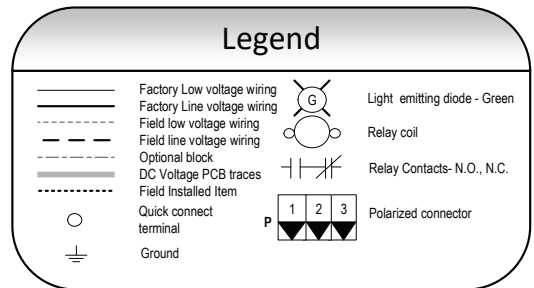 Legend
Factory Low voltage wiring
Factory Line voltage wiring
Field low voltage wiring
Field line voltage wiring
Optional block
DC Voltage PCB traces
Field Installed Item
Quick connect
terminal
Ground
G
Light emitting diode - Green
Relay coil
Relay Contacts- N.O., N.C.
P
1 2 3
Polarized connector